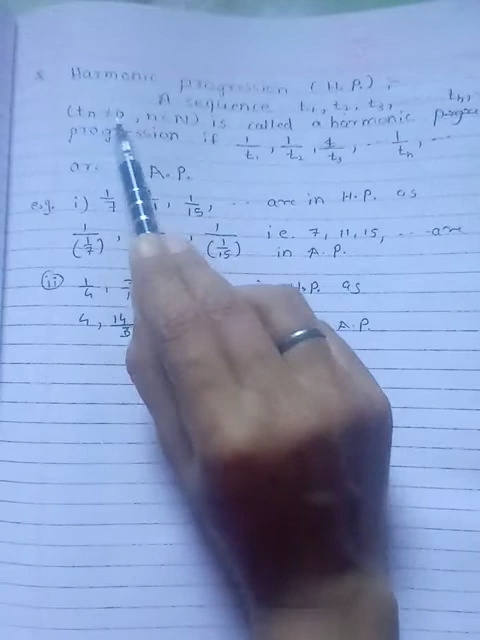 Harmonic progression (H.P.) :-
A sequence t₁, t₂, t₃, tn,
(tn ≠ 0, n∈N) is called a harmonic progre
progression if 1/t₁, 1/t₂, 1/t₃, ... 1/tn, ...
are A.P.
e.g. i) 1/7, 1/15, ... are in H.P. as
1/(1/7), 1/(1/15) i.e. 7, 11, 15, ... are in A.P.
(ii) 1/4, H.P. as
4, 14/3 A.P.